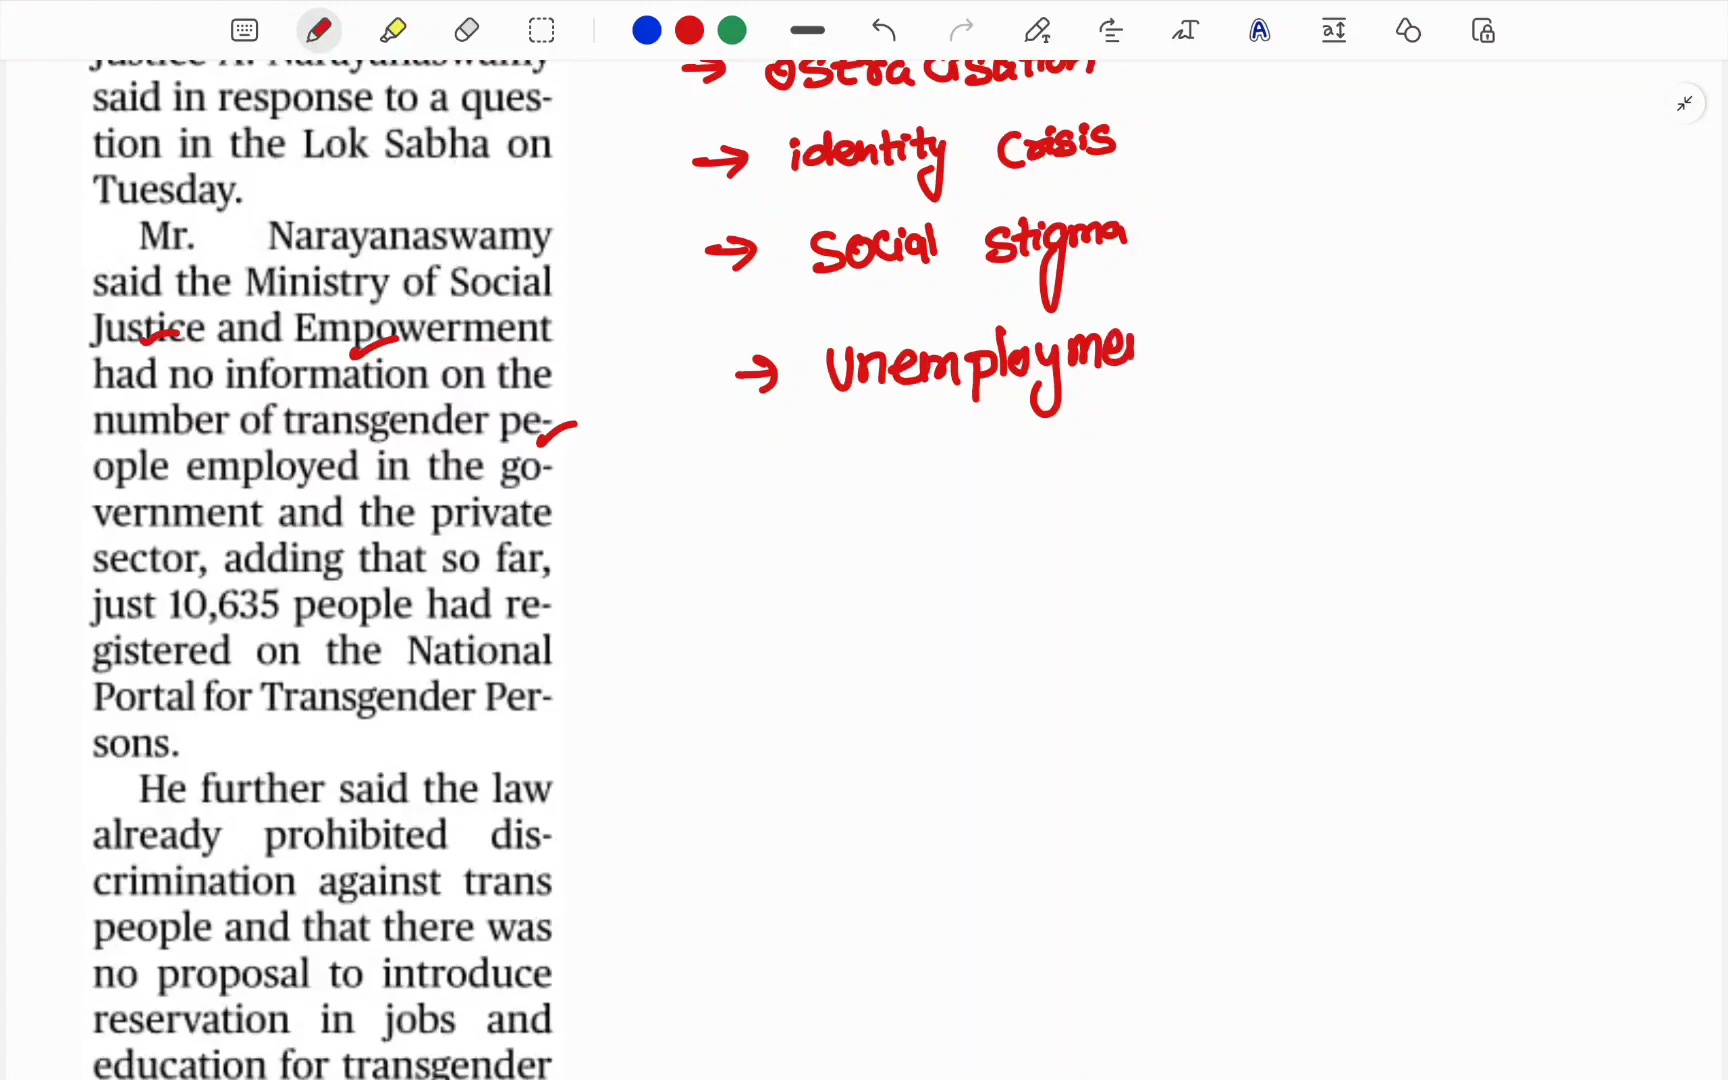 Justice A. Narayanaswamy
said in response to a ques-
tion in the Lok Sabha on
Tuesday.
Mr. Narayanaswamy
said the Ministry of Social
Justice and Empowerment
had no information on the
number of transgender pe-
ople employed in the go-
vernment and the private
sector, adding that so far,
just 10,635 people had re-
gistered on the National
Portal for Transgender Per-
sons.
He further said the law
already prohibited dis-
crimination against trans
people and that there was
no proposal to introduce
reservation in jobs and
education for transgender
→ Ostracisation
→ identity Crisis
→ Social Stigma
→ Unemployme